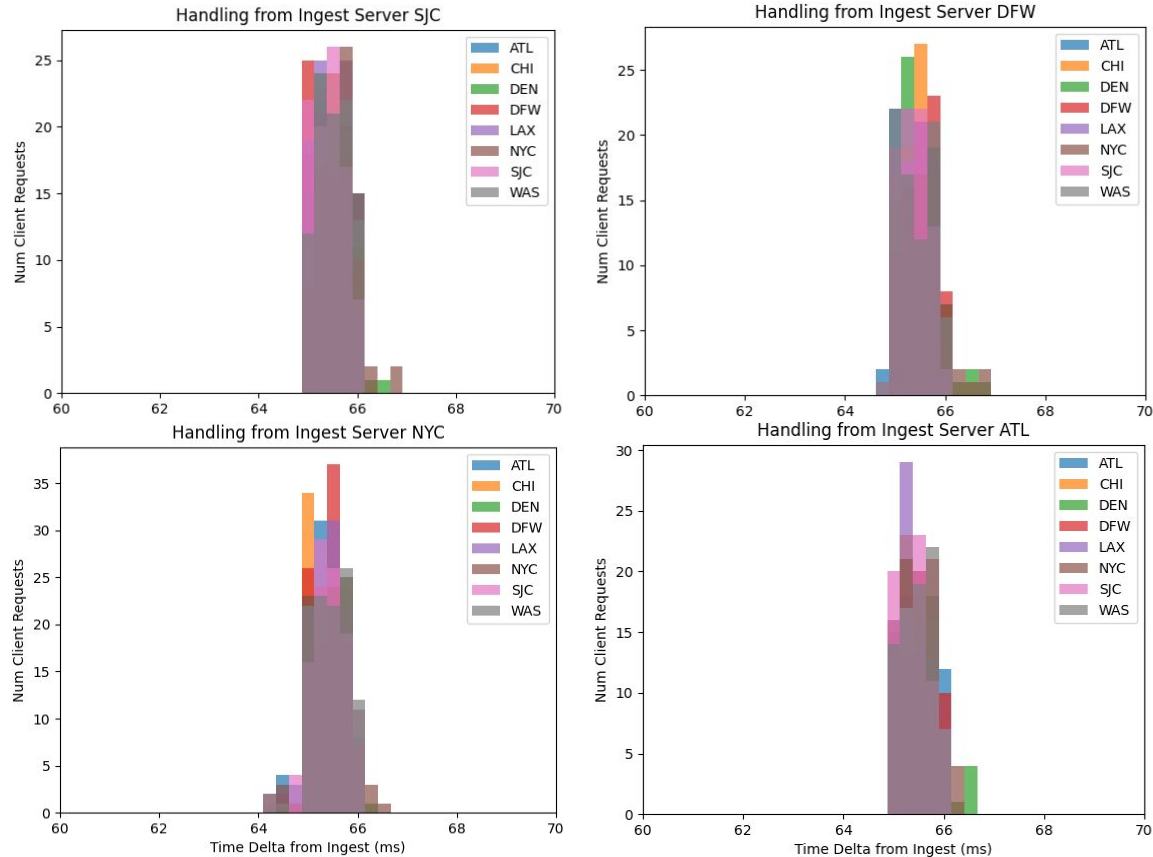 Handling from Ingest Server SJC
Num Client Requests
25
20
15
10
5
0
60
62
64
66
68
70
ATL
CHI
DEN
DFW
LAX
NYC
SJC
WAS
Handling from Ingest Server DFW
Num Client Requests
25
20
15
10
5
0
60
62
64
66
68
70
ATL
CHI
DEN
DFW
LAX
NYC
SJC
WAS
Handling from Ingest Server NYC
Num Client Requests
35
30
25
20
15
10
5
0
60
62
64
66
68
70
Time Delta from Ingest (ms)
ATL
CHI
DEN
DFW
LAX
NYC
SJC
WAS
Handling from Ingest Server ATL
Num Client Requests
30
25
20
15
10
5
0
60
62
64
66
68
70
Time Delta from Ingest (ms)
ATL
CHI
DEN
DFW
LAX
NYC
SJC
WAS